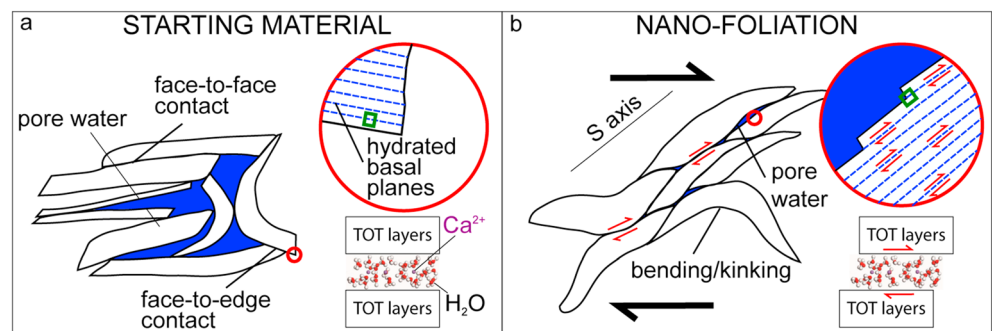 a STARTING MATERIAL
face-to-face
contact
pore water
hydrated
basal
planes
Ca²⁺
TOT layers
H₂O
TOT layers
face-to-edge
contact
b NANO-FOLIATION
S axis
pore
water
bending/kinking
TOT layers
TOT layers